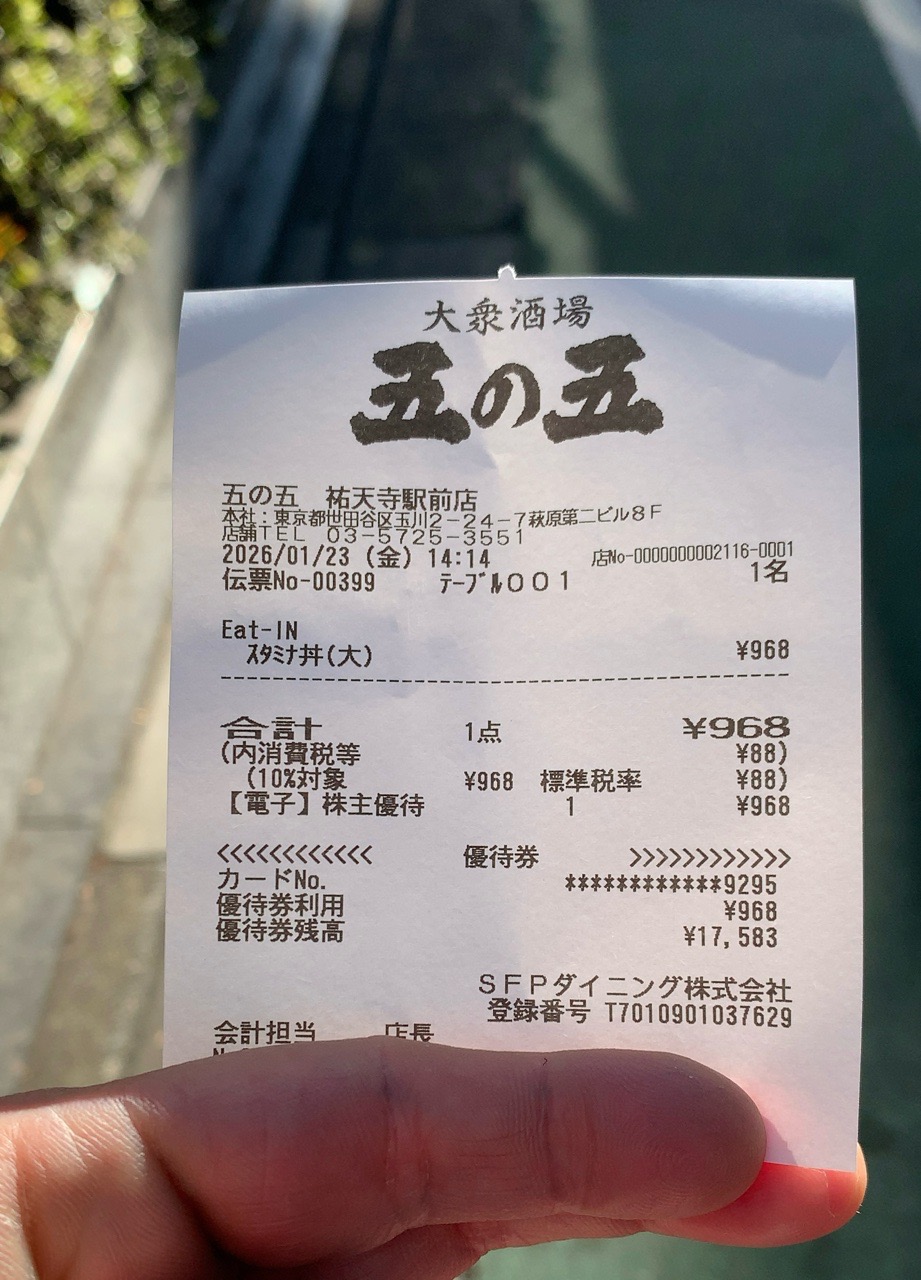 大衆酒場
五の五
五の五 祐天寺駅前店
本社：東京都世田谷区玉川2－24－7萩原第二ビル8F
店舗TEL 03－5725－3551
2026/01/23 (金) 14:14 店No-0000000002116-0001
伝票No-00399 ﾃｰﾌﾞﾙ001 1名
Eat-IN
ｽﾀﾐﾅ丼(大) ¥968
合計 1点 ¥968
(内消費税等 ¥88)
(10%対象 ¥968 標準税率 ¥88)
【電子】株主優待 1 ¥968
<<<<<<<<<<<< 優待券 >>>>>>>>>>>>
カードNo. ************9295
優待券利用 ¥968
優待券残高 ¥17,583
SFPダイニング株式会社
登録番号 T7010901037629
会計担当 店長